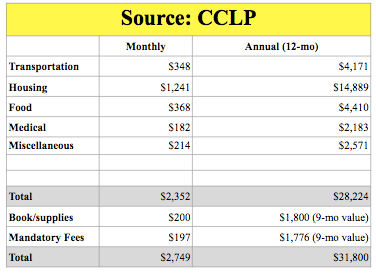 Source: CCLP
Monthly Annual (12-mo)
Transportation $348 $4,171
Housing $1,241 $14,889
Food $368 $4,410
Medical $182 $2,183
Miscellaneous $214 $2,571
Total $2,352 $28,224
Book/supplies $200 $1,800 (9-mo value)
Mandatory Fees $197 $1,776 (9-mo value)
Total $2,749 $31,800